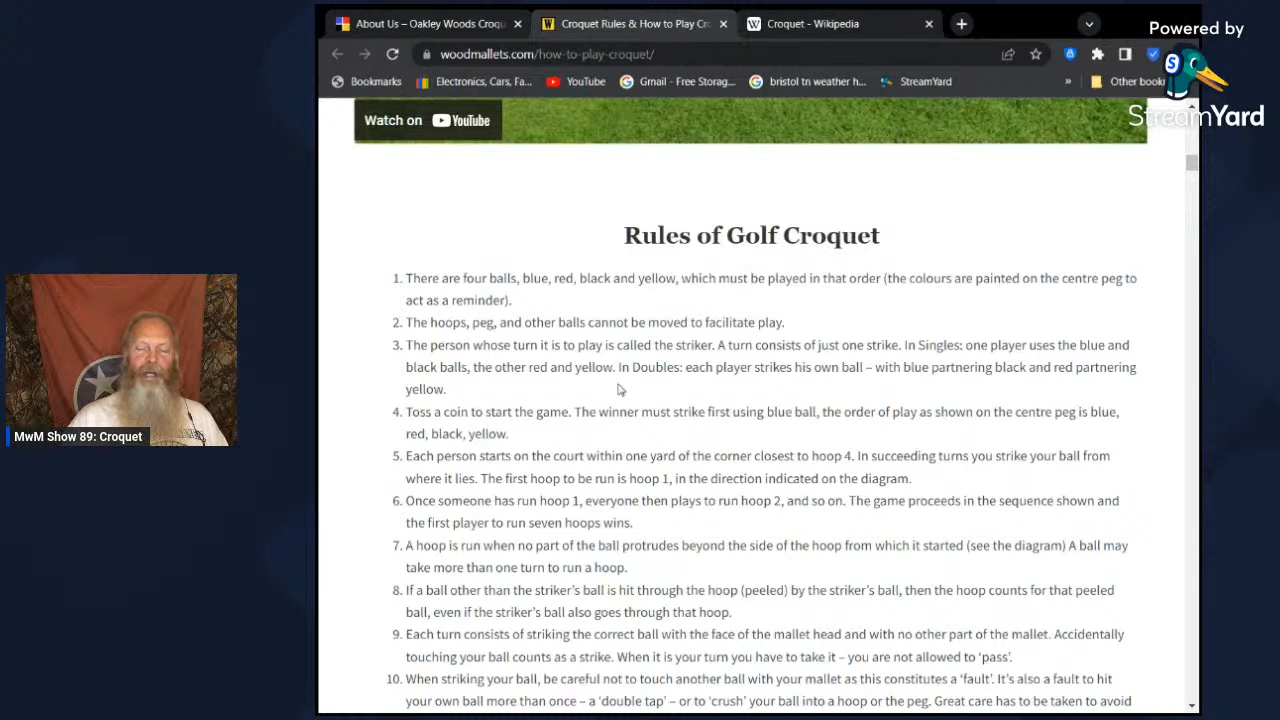 About Us – Oakley Woods Croqu
Croquet Rules & How to Play Cr
Croquet - Wikipedia
Powered by
woodmallets.com/how-to-play-croquet/
Bookmarks
Electronics, Cars, Fa...
YouTube
Gmail - Free Storag...
bristol tn weather h...
StreamYard
»
Other book
StreamYard
Watch on YouTube
Rules of Golf Croquet
1. There are four balls, blue, red, black and yellow, which must be played in that order (the colours are painted on the centre peg to
act as a reminder).
2. The hoops, peg, and other balls cannot be moved to facilitate play.
3. The person whose turn it is to play is called the striker. A turn consists of just one strike. In Singles: one player uses the blue and
black balls, the other red and yellow. In Doubles: each player strikes his own ball – with blue partnering black and red partnering
yellow.
4. Toss a coin to start the game. The winner must strike first using blue ball, the order of play as shown on the centre peg is blue,
red, black, yellow.
5. Each person starts on the court within one yard of the corner closest to hoop 4. In succeeding turns you strike your ball from
where it lies. The first hoop to be run is hoop 1, in the direction indicated on the diagram.
6. Once someone has run hoop 1, everyone then plays to run hoop 2, and so on. The game proceeds in the sequence shown and
the first player to run seven hoops wins.
7. A hoop is run when no part of the ball protrudes beyond the side of the hoop from which it started (see the diagram) A ball may
take more than one turn to run a hoop.
8. If a ball other than the striker's ball is hit through the hoop (peeled) by the striker's ball, then the hoop counts for that peeled
ball, even if the striker's ball also goes through that hoop.
9. Each turn consists of striking the correct ball with the face of the mallet head and with no other part of the mallet. Accidentally
touching your ball counts as a strike. When it is your turn you have to take it – you are not allowed to 'pass'.
10. When striking your ball, be careful not to touch another ball with your mallet as this constitutes a 'fault'. It's also a fault to hit
your own ball more than once – a 'double tap' – or to 'crush' your ball into a hoop or the peg. Great care has to be taken to avoid
MwM Show 89: Croquet